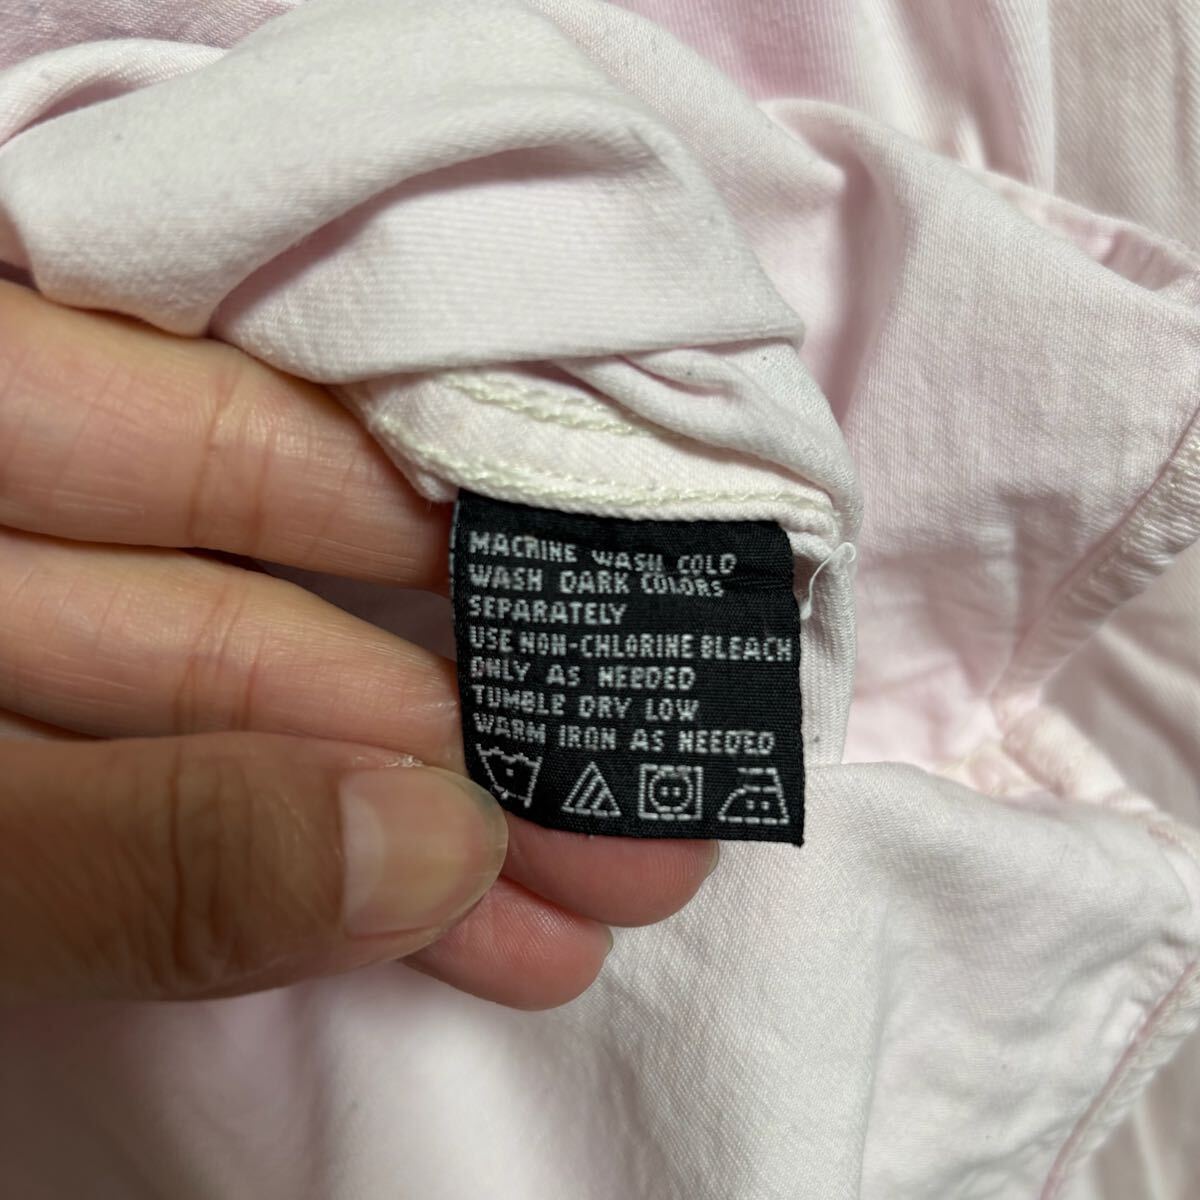 MACHINE WASH COLD
WASH DARK COLORS
SEPARATELY
USE NON-CHLORINE BLEACH
ONLY AS NEEDED
TUMBLE DRY LOW
WARM IRON AS NEEDED